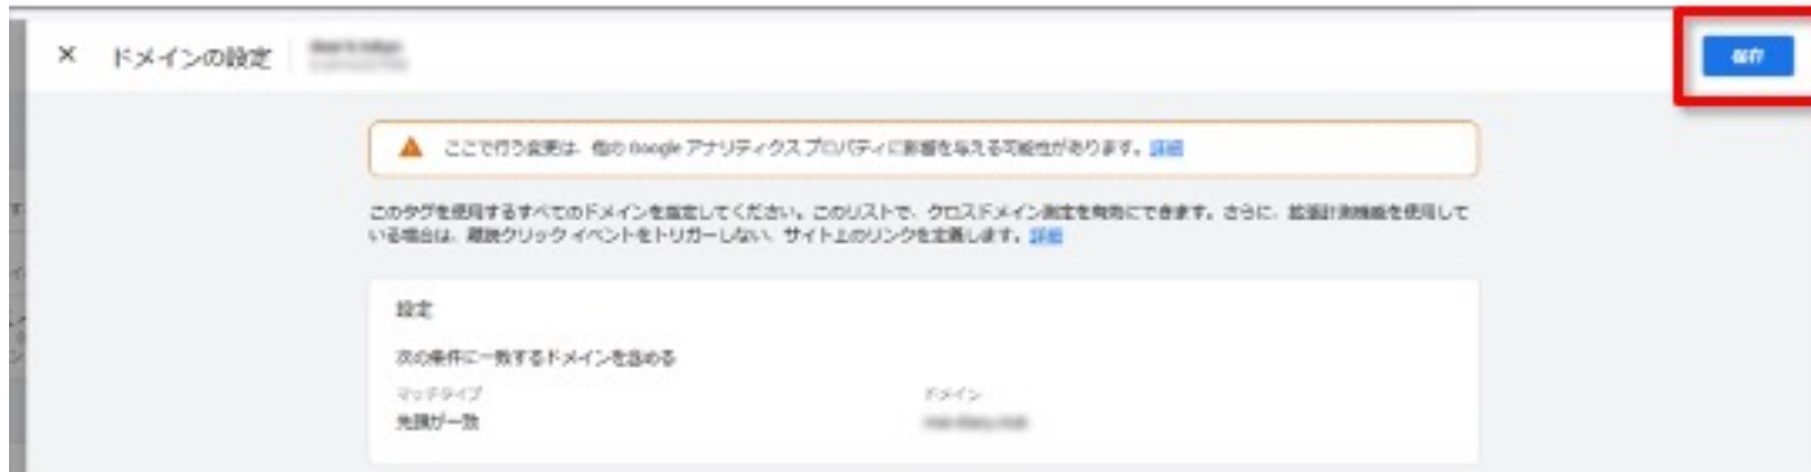 × ドメインの設定
保存
ここで行う変更は、他の Google アナリティクス プロパティに影響を与える可能性があります。詳細
このタグを使用するすべてのドメインを指定してください。このリストで、クロスドメイン測定を有効にできます。さらに、拡張計測機能を使用して
いる場合は、離脱クリック イベントをトリガーしない、サイト上のリンクを定義します。詳細
設定
次の条件に一致するドメインを含める
マッチタイプ ドメイン
先頭が一致